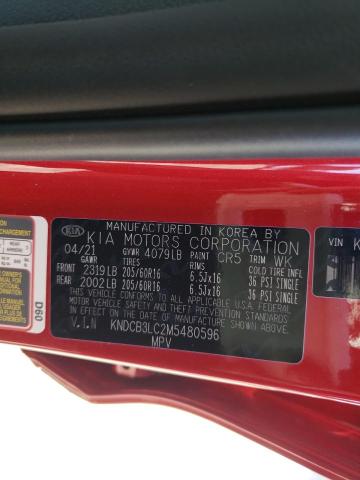 MANUFACTURED IN KOREA BY
KIA KIA MOTORS CORPORATION
04/21 GVWR 4079LB PAINT CR5 TRIM WK
GAWR TIRES RIMS COLD TIRE INFL
FRONT 2319LB 205/60R16 6.5JX16 36 PSI SINGLE
REAR 2002LB 205/60R16 6.5JX16 36 PSI SINGLE
THIS VEHICLE CONFORMS TO ALL APPLICABLE U.S.A FEDERAL
MOTOR VEHICLE SAFETY, BUMPER,
AND THEFT PREVENTION STANDARDS
IN EFFECT ON THE DATE OF MANUFACTURE SHOWN ABOVE.
V.I.N KNDCB3LC2M5480596
MPV
D60
VIN K